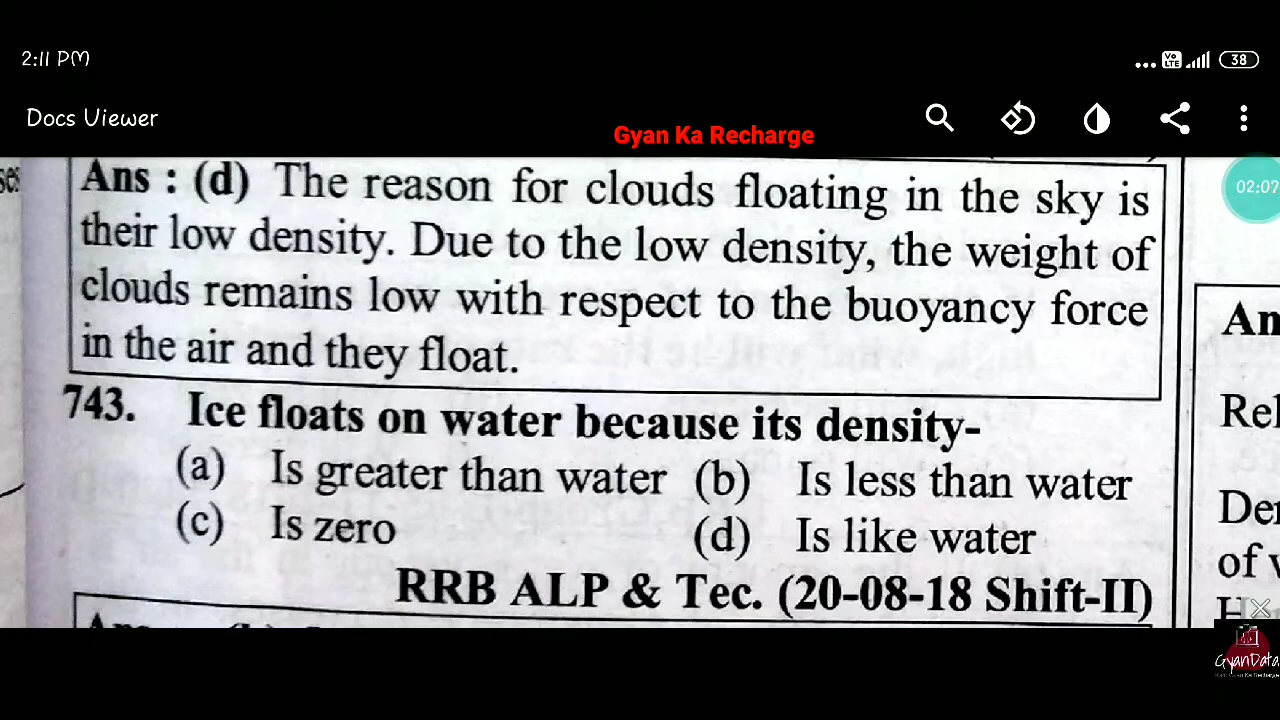 2:11 PM
... Vo LTE 38
Docs Viewer
Gyan Ka Recharge
02:07
Ans : (d) The reason for clouds floating in the sky is
their low density. Due to the low density, the weight of
clouds remains low with respect to the buoyancy force
in the air and they float.
743. Ice floats on water because its density-
(a) Is greater than water (b) Is less than water
(c) Is zero (d) Is like water
RRB ALP & Tec. (20-08-18 Shift-II)
An
Rel
of
GyanData